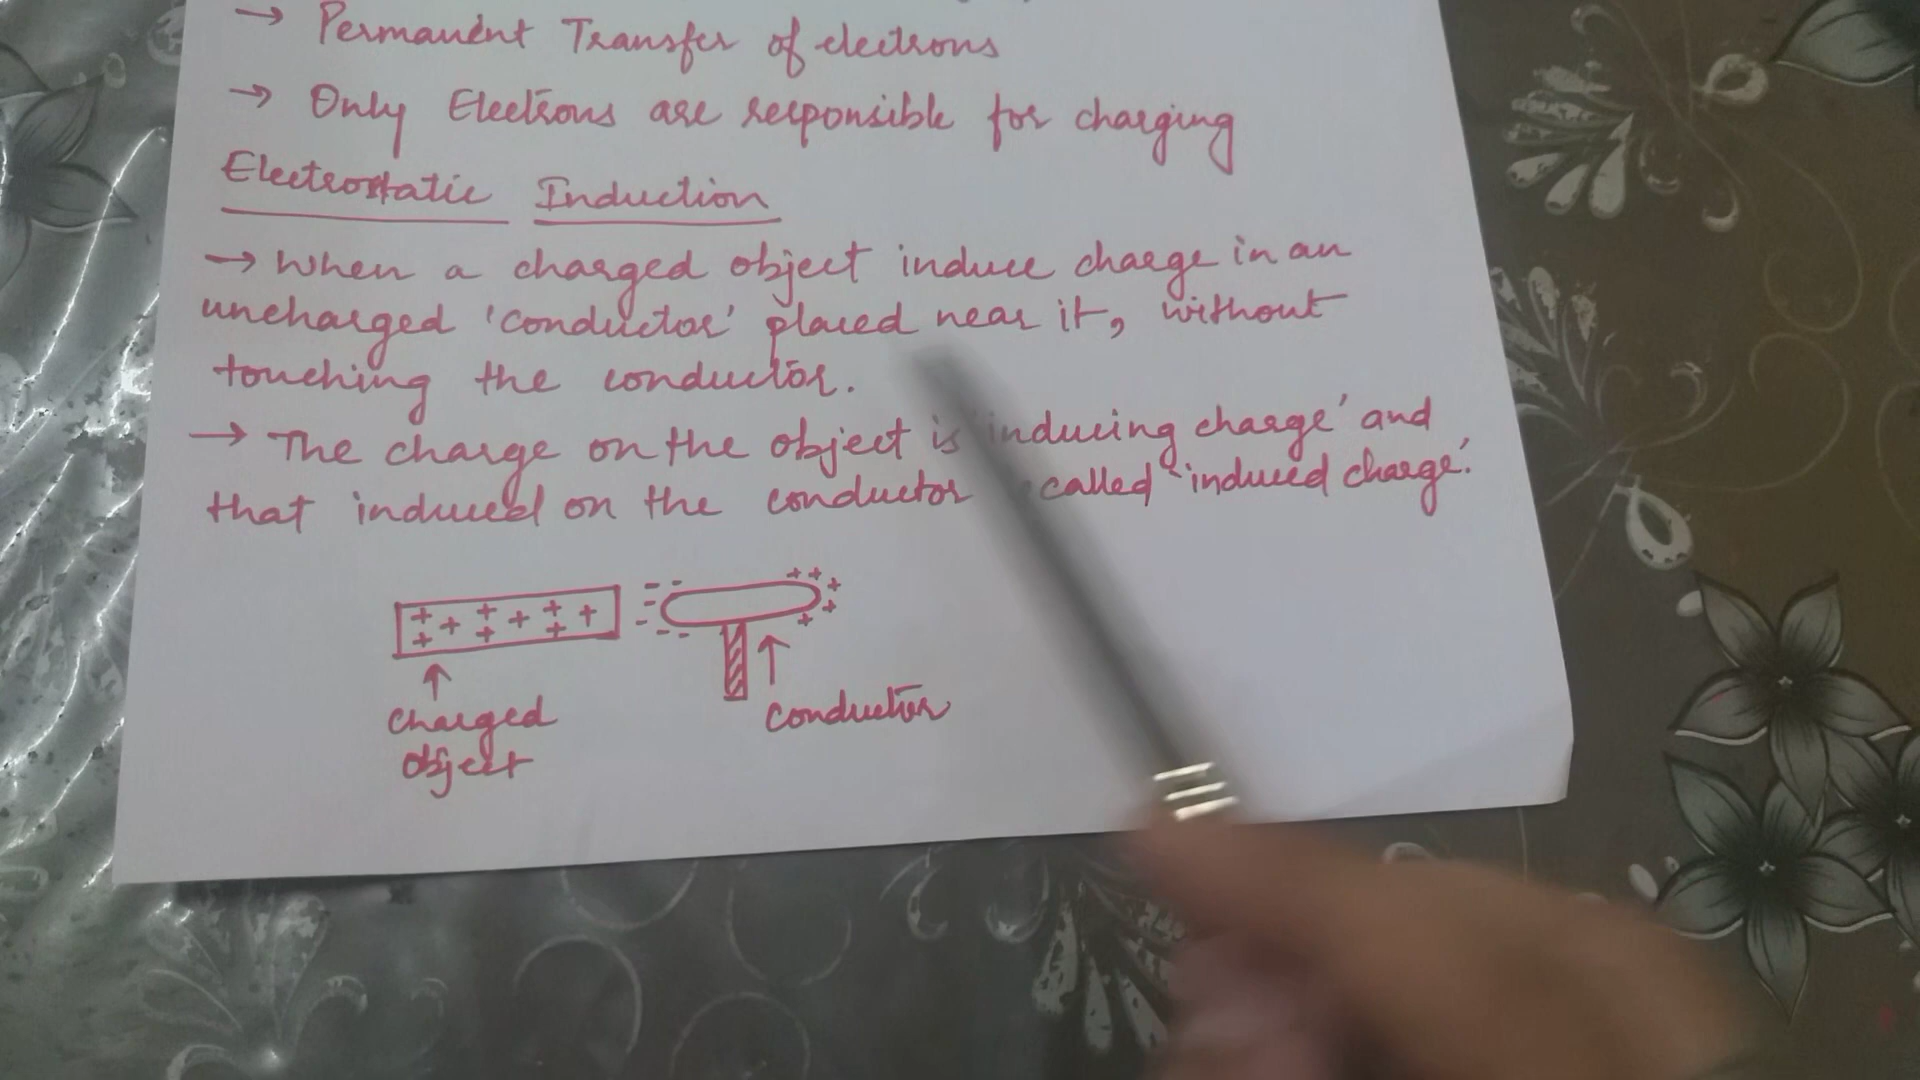 → Permanent Transfer of electrons
→ Only Electrons are responsible for charging
Electrostatic Induction
→ When a charged object induce charge in an
uncharged 'conductor' placed near it, without
touching the conductor.
→ The charge on the object is 'inducing charge' and
that induced on the conductor called 'induced charge'.
+ + + + + + + + +
- - - - - - -
+ + + + +
↑
charged
object
↑
conductor